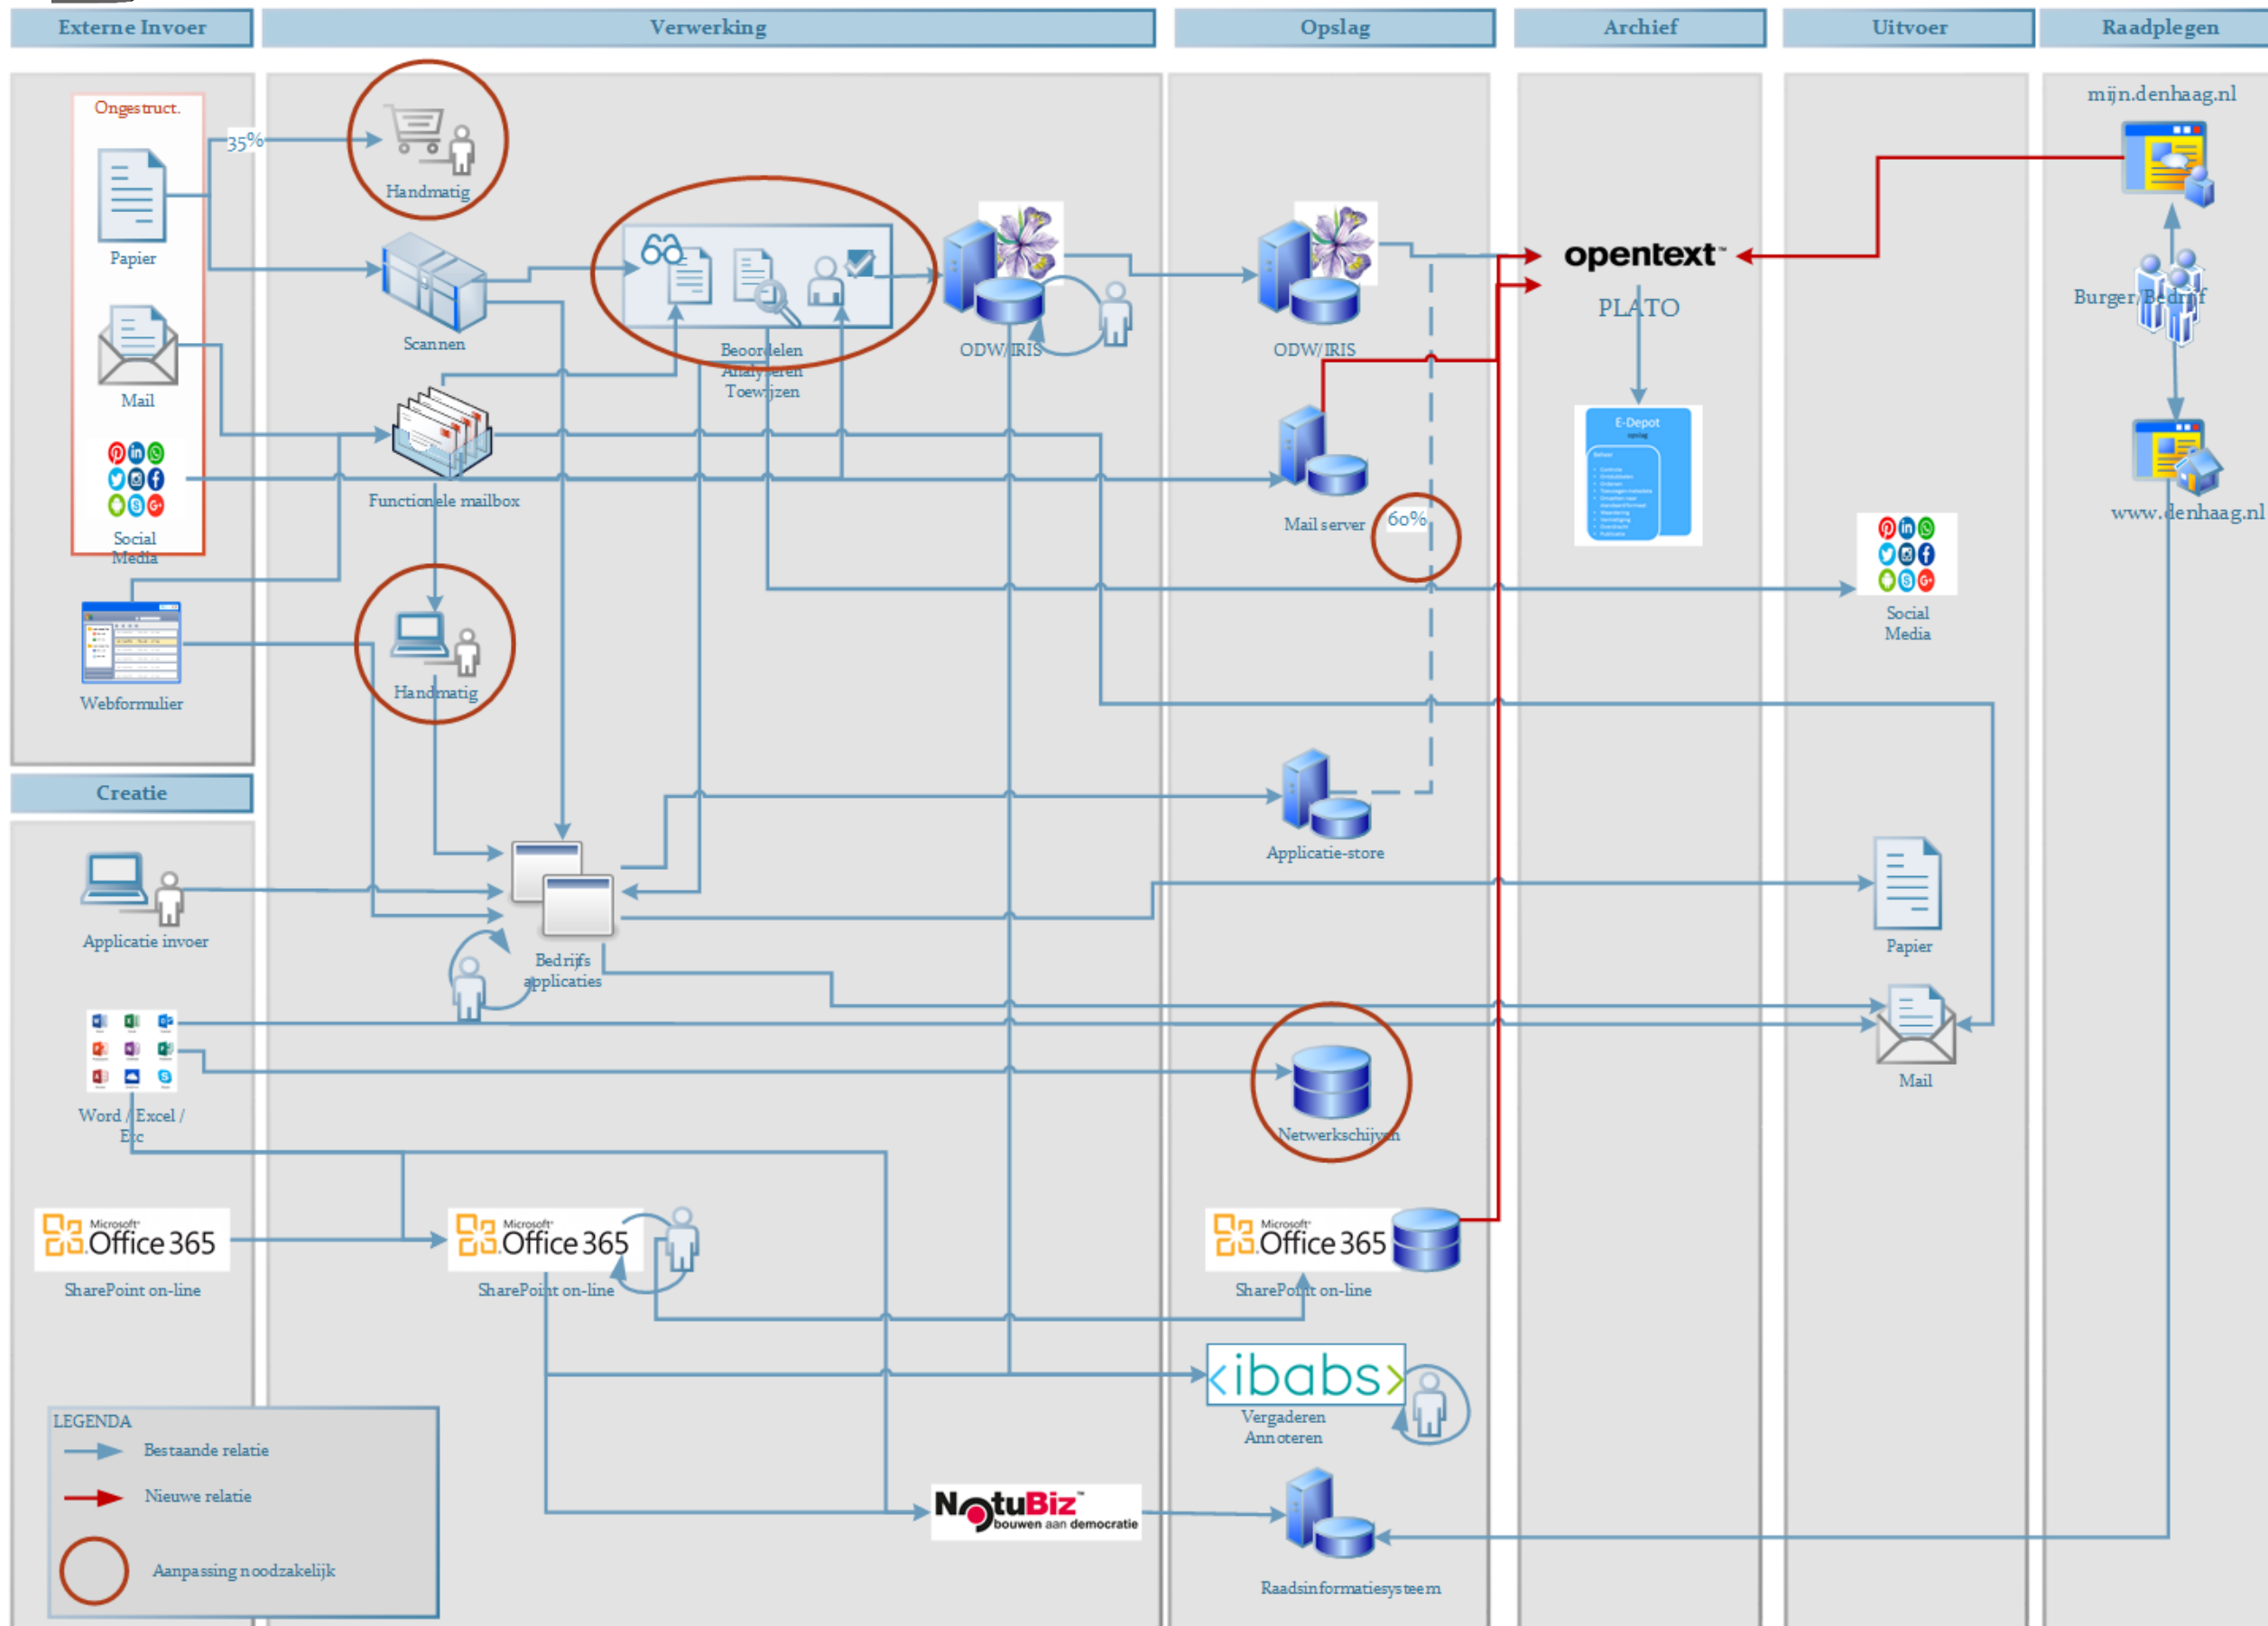 Externe Invoer
Verwerking
Opslag
Archief
Uitvoer
Raadplegen
Ongestruct.
35%
Papier
Mail
Social
Media
Webformulier
Handmatig
Scannen
Beoordelen
Analyseren
Toewijzen
ODW/IRIS
Functionele mailbox
Handmatig
ODW/IRIS
Mail server
60%
Applicatie-store
opentext™
PLATO
E-Depot
opslag
Beheer
Social
Media
Papier
Mail
mijn.denhaag.nl
Burger/Bedrijf
www.denhaag.nl
Creatie
Applicatie invoer
Bedrijfs
applicaties
Word / Excel /
Etc
Netwerkschijven
Microsoft
Office 365
SharePoint on-line
Microsoft
Office 365
SharePoint on-line
Microsoft
Office 365
SharePoint on-line
<ibabs>
Vergaderen
Annoteren
NotuBiz™
bouwen aan democratie
Raadsinformatiesysteem
LEGENDA
Bestaande relatie
Nieuwe relatie
Aanpassing noodzakelijk